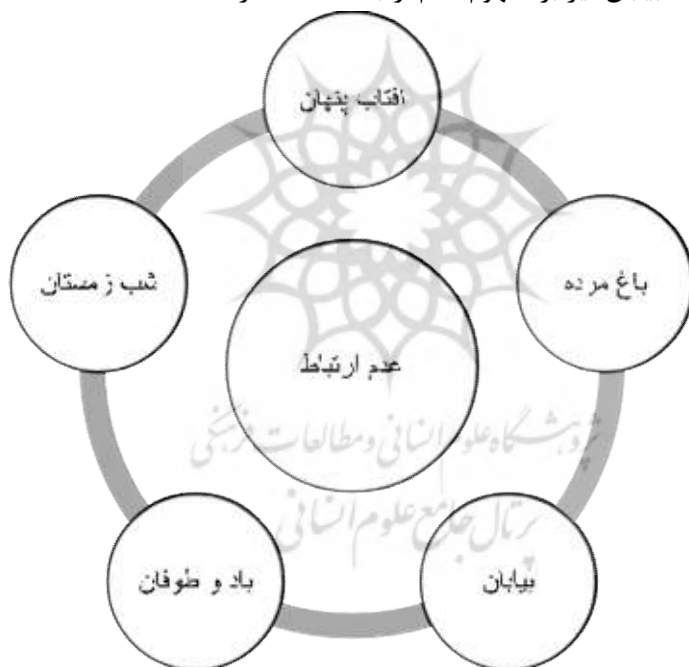 آفتاب پنهان
باغ مرده
شب زمستان
عدم ارتباط
پژوهشگاه علوم انسانی و مطالعات فرهنگی
پرتال جامع علوم انسانی
بیابان
باد و طوفان